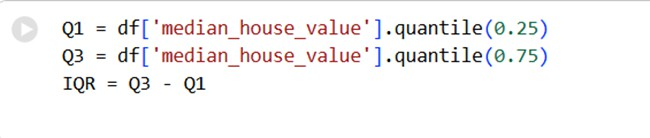 Q1 = df['median_house_value'].quantile(0.25)
Q3 = df['median_house_value'].quantile(0.75)
IQR = Q3 - Q1